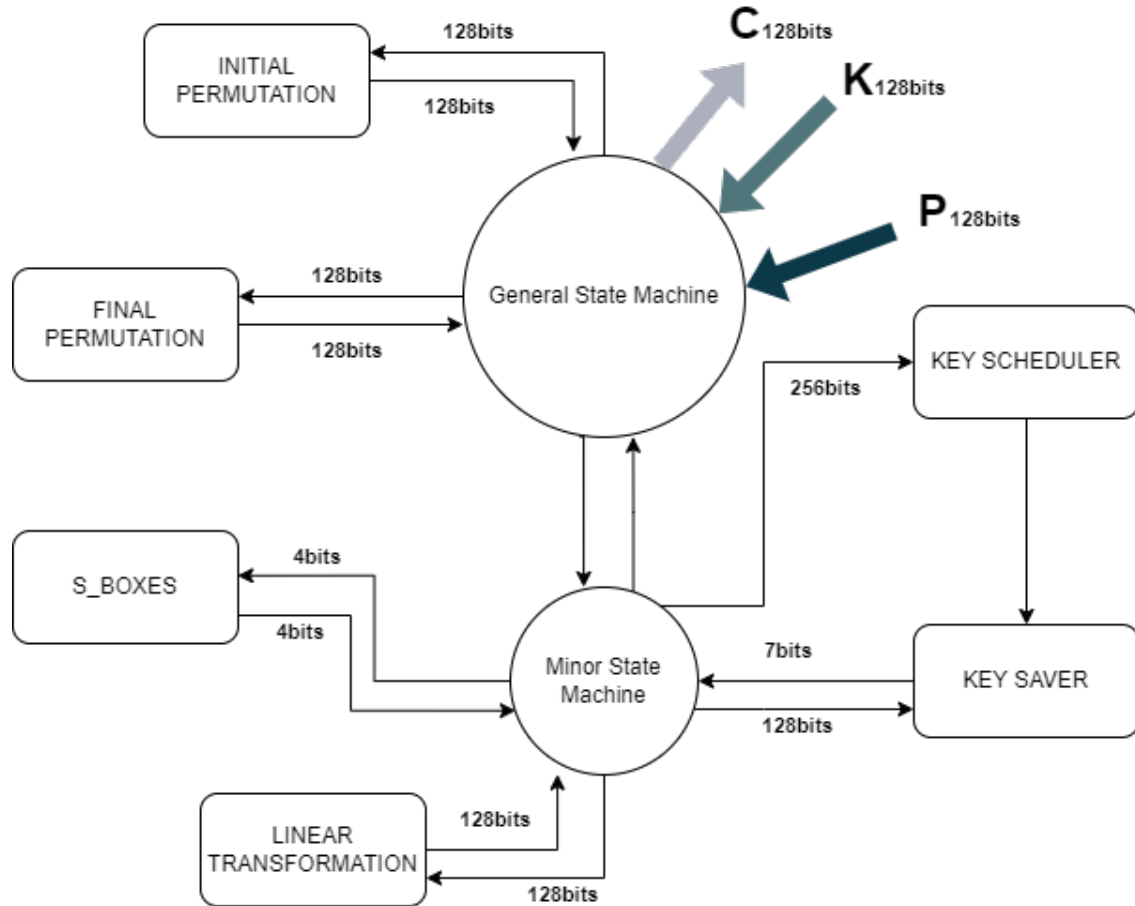 128bits
C128bits
INITIAL
PERMUTATION
128bits
K128bits
P128bits
128bits
FINAL
PERMUTATION
General State Machine
128bits
KEY SCHEDULER
256bits
4bits
S_BOXES
4bits
Minor State
Machine
7bits
KEY SAVER
128bits
128bits
LINEAR
TRANSFORMATION
128bits